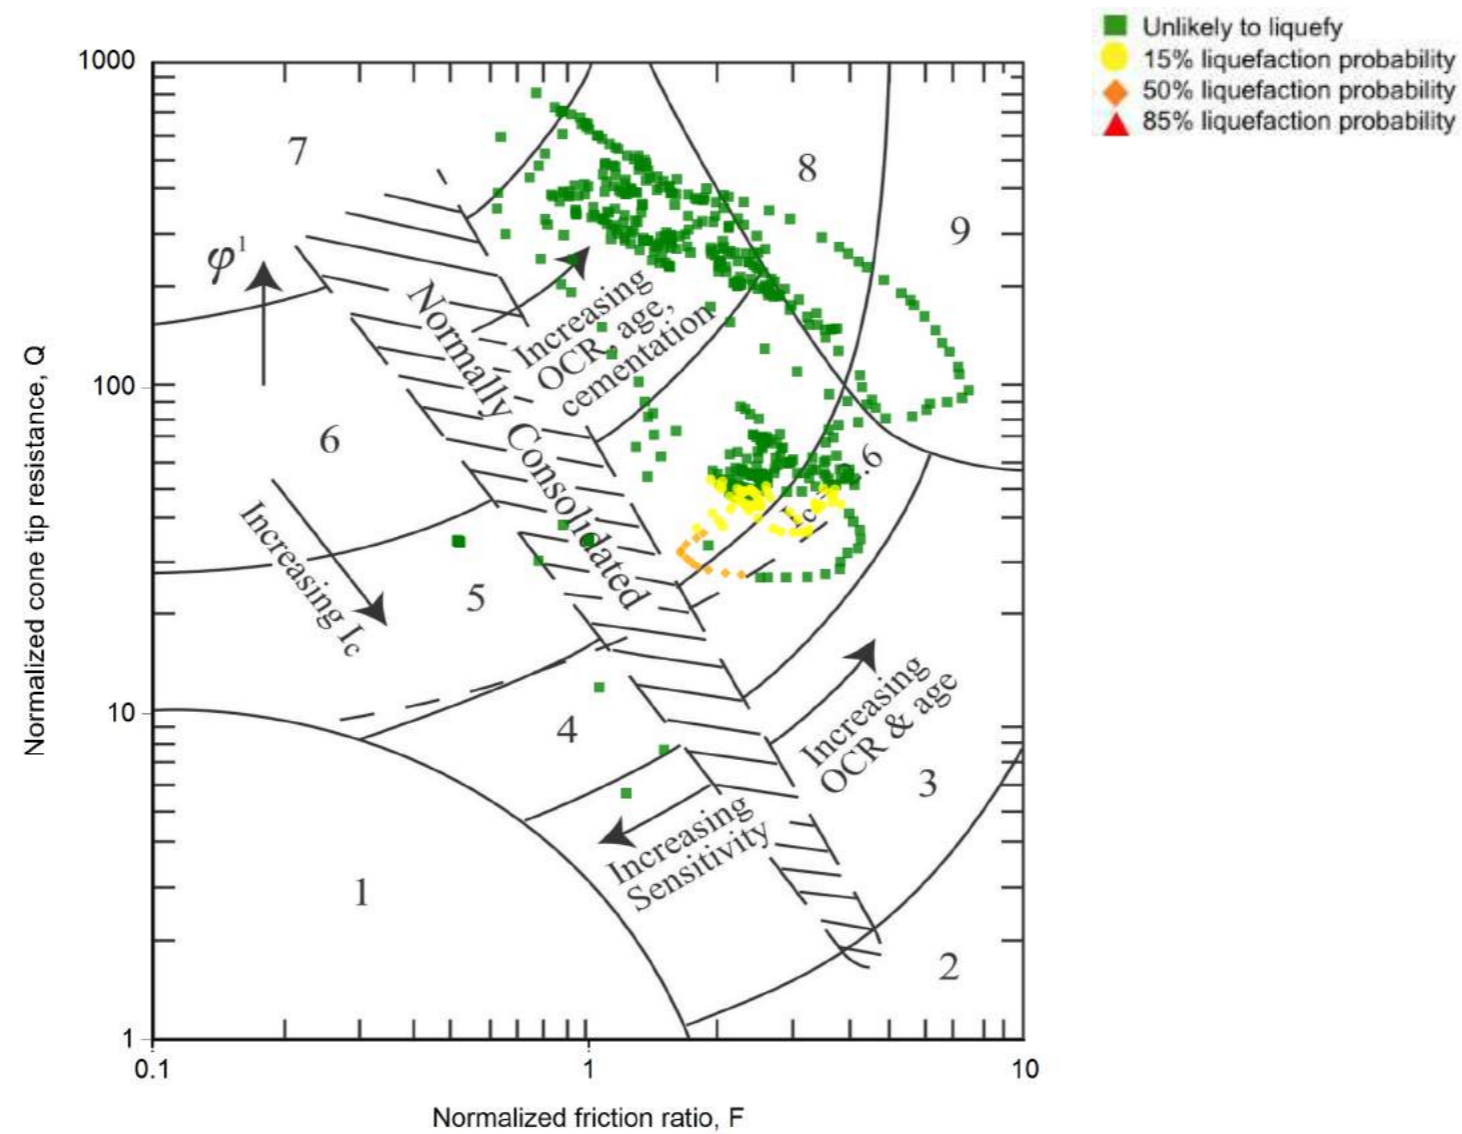 Unlikely to liquefy
15% liquefaction probability
50% liquefaction probability
85% liquefaction probability
1000
100
10
1
0.1
1
10
Normalized cone tip resistance, Q
Normalized friction ratio, F
7
8
9
φ1
6
5
4
3
2
1
Normally Consolidated
Increasing
OCR, age,
cementation
Increasing Ic
Ic
.6
Increasing
OCR & age
Increasing
Sensitivity